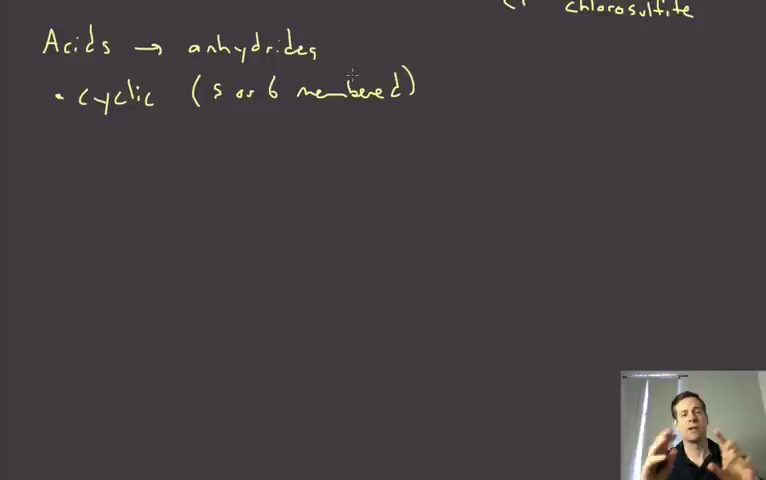 chlorosulfite
Acids → anhydrides
• cyclic (5 or 6 membered)